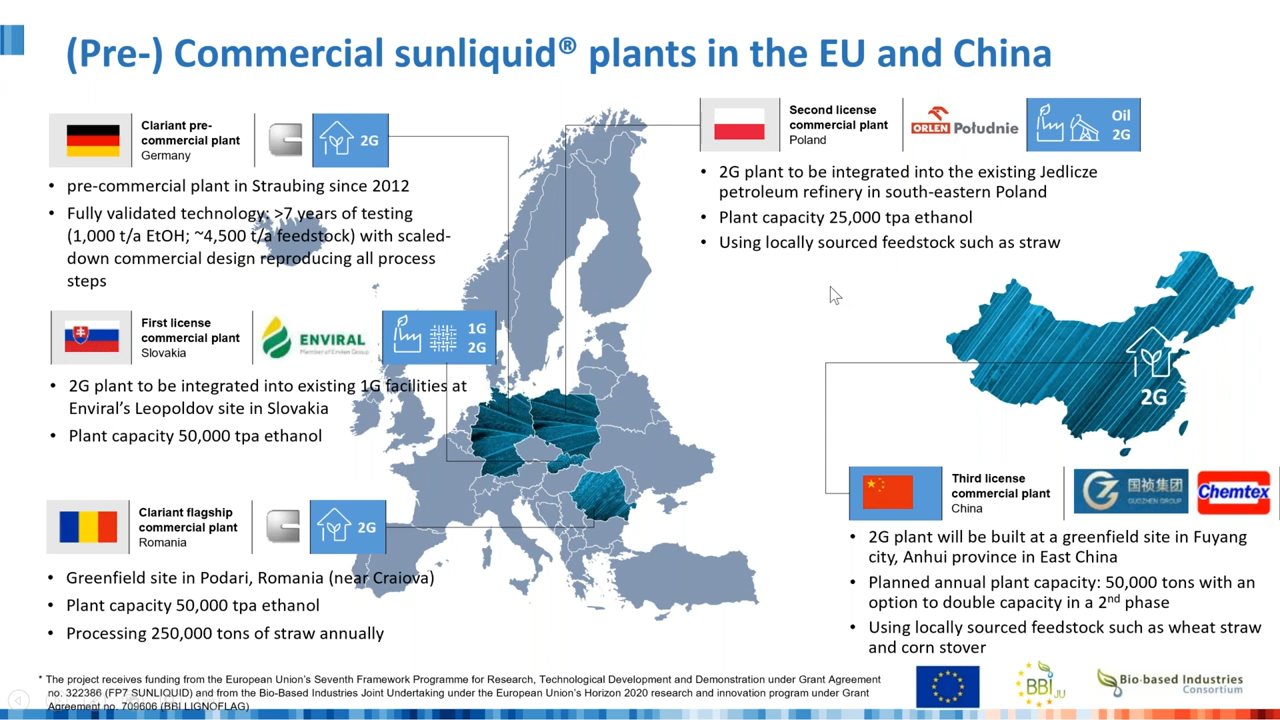 (Pre-) Commercial sunliquid® plants in the EU and China
Clariant pre-
commercial plant
Germany
2G
• pre-commercial plant in Straubing since 2012
• Fully validated technology: >7 years of testing
(1,000 t/a EtOH; ~4,500 t/a feedstock) with scaled-
down commercial design reproducing all process
steps
First license
commercial plant
Slovakia
ENVIRAL
Member of Envien Group
1G
2G
• 2G plant to be integrated into existing 1G facilities at
Enviral’s Leopoldov site in Slovakia
• Plant capacity 50,000 tpa ethanol
Clariant flagship
commercial plant
Romania
2G
• Greenfield site in Podari, Romania (near Craiova)
• Plant capacity 50,000 tpa ethanol
• Processing 250,000 tons of straw annually
Second license
commercial plant
Poland
ORLEN Południe
Oil
2G
• 2G plant to be integrated into the existing Jedlicze
petroleum refinery in south-eastern Poland
• Plant capacity 25,000 tpa ethanol
• Using locally sourced feedstock such as straw
2G
Third license
commercial plant
China
国祯集团
GUOZHEN GROUP
Chemtex
• 2G plant will be built at a greenfield site in Fuyang
city, Anhui province in East China
• Planned annual plant capacity: 50,000 tons with an
option to double capacity in a 2nd phase
• Using locally sourced feedstock such as wheat straw
and corn stover
* The project receives funding from the European Union’s Seventh Framework Programme for Research, Technological Development and Demonstration under Grant Agreement
no. 322386 (FP7 SUNLIQUID) and from the Bio-Based Industries Joint Undertaking under the European Union’s Horizon 2020 research and innovation program under Grant
Agreement no. 709606 (BBI LIGNOFLAG)
BBI JU
Bio-based Industries
Consortium